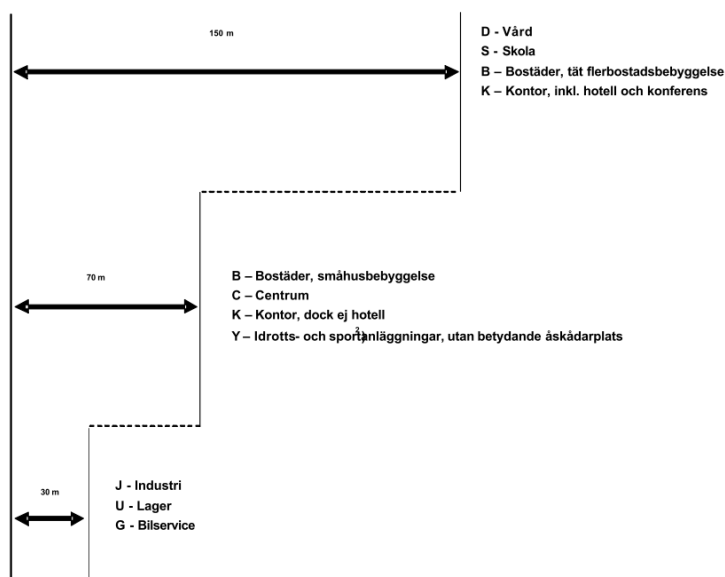 150 m
D - Vård
S - Skola
B – Bostäder, tät flerbostadsbebyggelse
K – Kontor, inkl. hotell och konferens
70 m
B – Bostäder, småhusbebyggelse
C – Centrum
K – Kontor, dock ej hotell
Y – Idrotts- och sportanläggningar, utan betydande åskådarplats
30 m
J - Industri
U - Lager
G - Bilservice